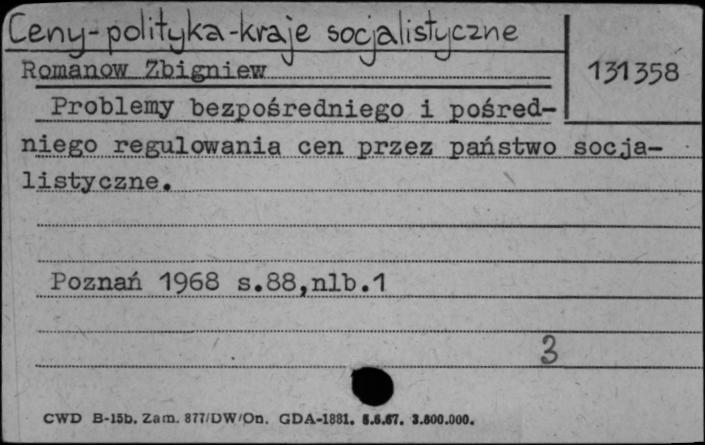 Ceny-polityka-kraje socjalistyczne
Romanow Zbigniew
131358
Problemy bezpośredniego i pośred-
niego regulowania cen przez państwo socja-
listyczne.
Poznań 1968 s.88,nlb.1
3
CWD B-15b. Zam. 877/DW/On. GDA-1881. 5.6.67. 3.800.000.